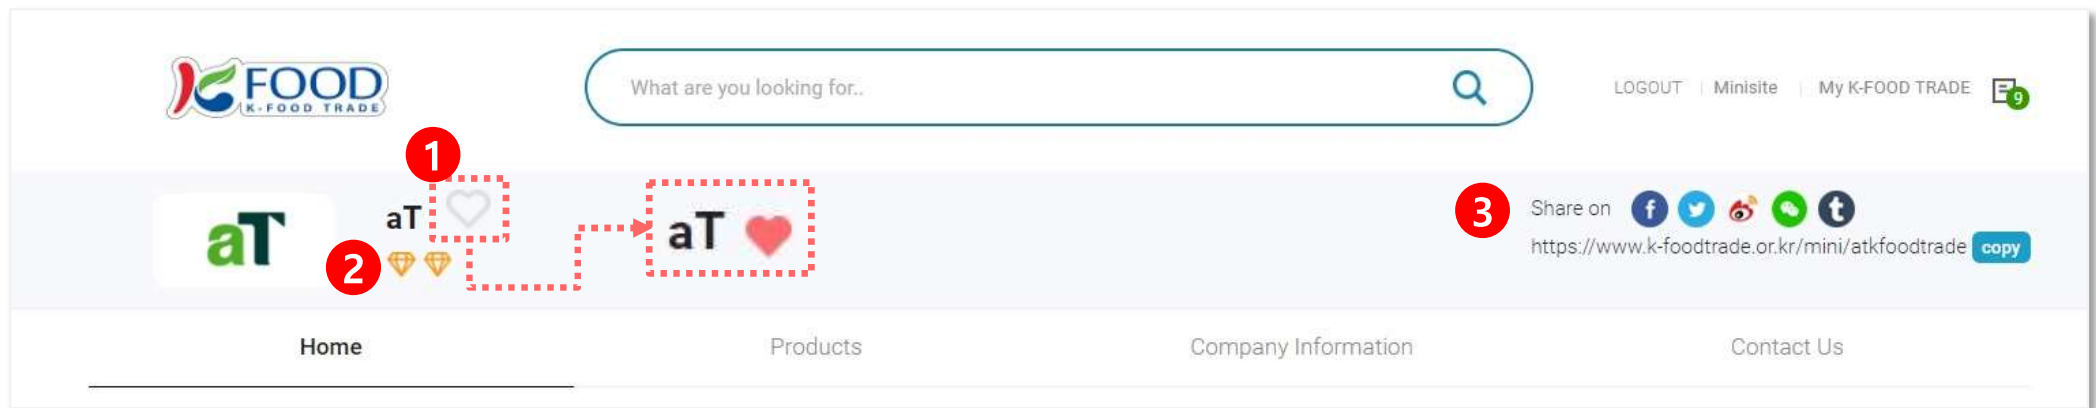 FOOD
K-FOOD TRADE
What are you looking for..
LOGOUT | Minisite | My K-FOOD TRADE 9
1
aT aT
aT
2
3 Share on
https://www.k-foodtrade.or.kr/mini/atkfoodtrade copy
Home Products Company Information Contact Us